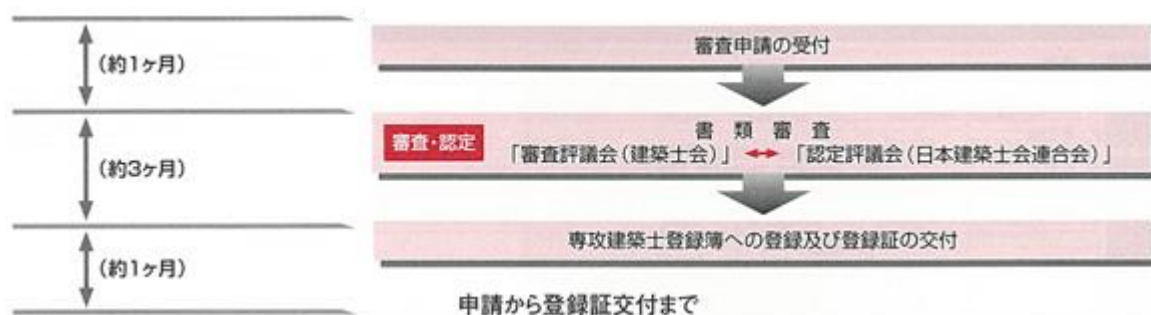 (約1ヶ月)
審査申請の受付
(約3ヶ月)
審査・認定
書類審査
「審査評議会(建築士会)」 「認定評議会(日本建築士会連合会)」
(約1ヶ月)
専攻建築士登録簿への登録及び登録証の交付
申請から登録証交付まで